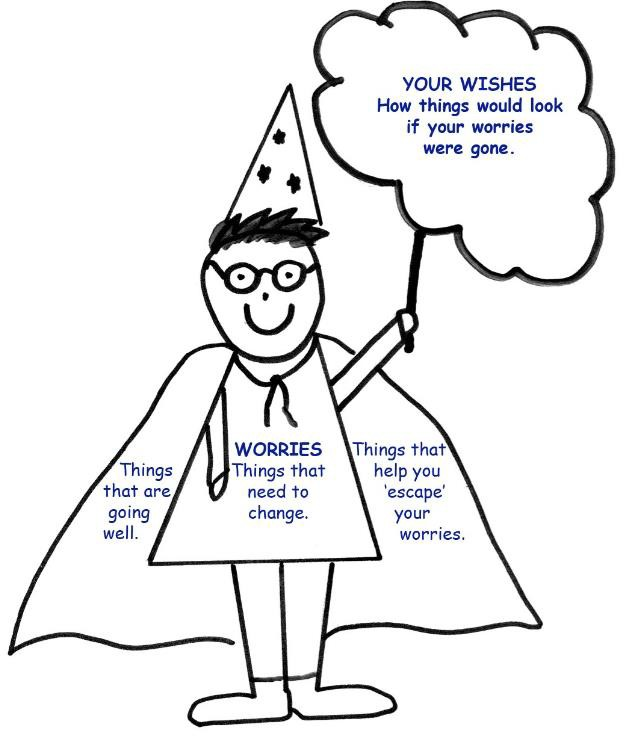 YOUR WISHES
How things would look
if your worries
were gone.
Things
that are
going
well.
WORRIES
Things that
need to
change.
Things that
help you
‘escape’
your
worries.